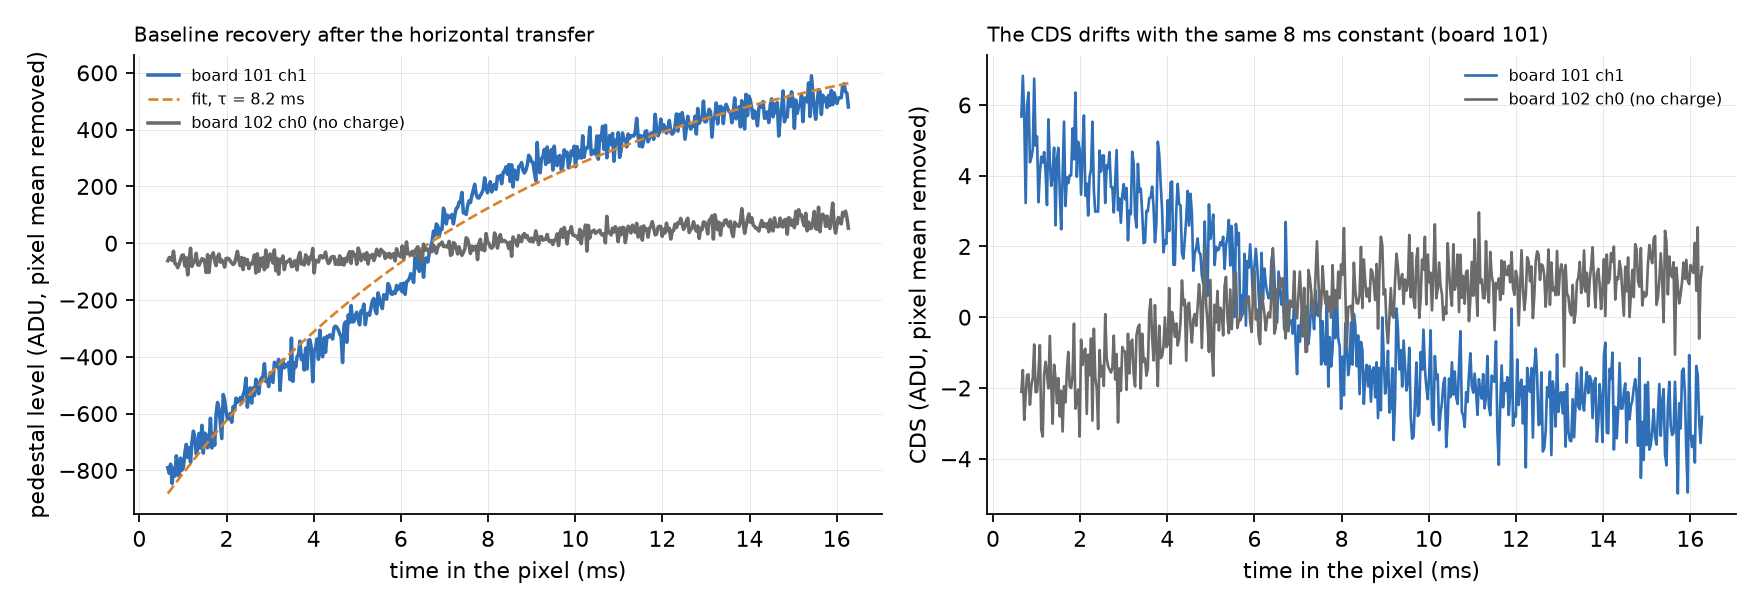 Baseline recovery after the horizontal transfer
pedestal level (ADU, pixel mean removed)
600
400
200
0
−200
−400
−600
−800
board 101 ch1
fit, τ = 8.2 ms
board 102 ch0 (no charge)
0 2 4 6 8 10 12 14 16
time in the pixel (ms)
The CDS drifts with the same 8 ms constant (board 101)
CDS (ADU, pixel mean removed)
6
4
2
0
−2
−4
board 101 ch1
board 102 ch0 (no charge)
0 2 4 6 8 10 12 14 16
time in the pixel (ms)